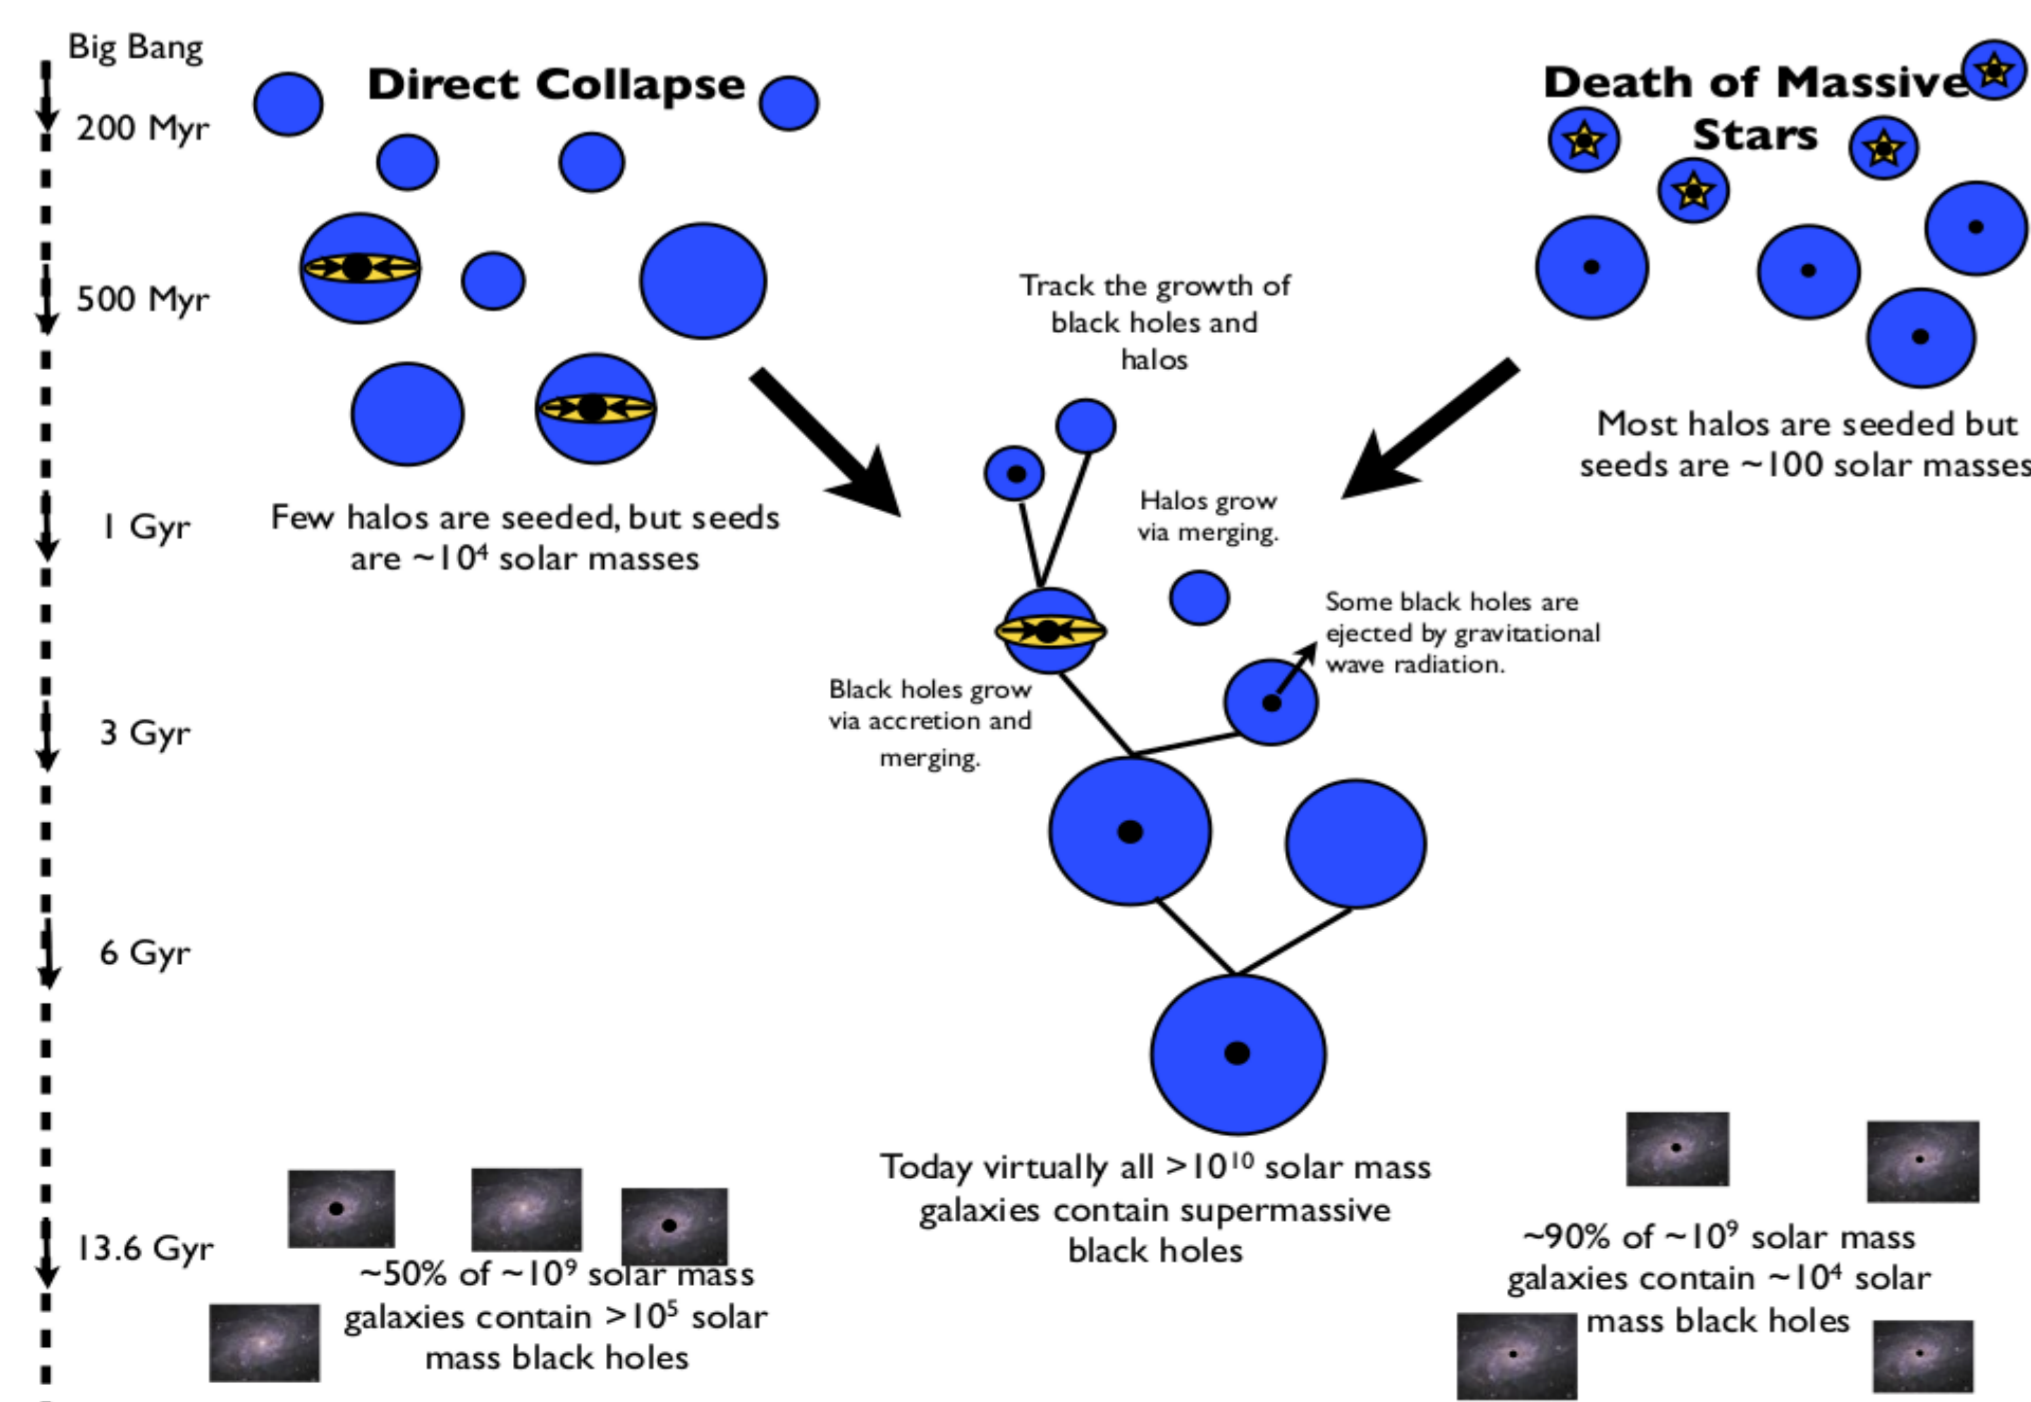 Big Bang
200 Myr
500 Myr
1 Gyr
3 Gyr
6 Gyr
13.6 Gyr
Direct Collapse
Few halos are seeded, but seeds
are ~10⁴ solar masses
Death of Massive
Stars
Most halos are seeded but
seeds are ~100 solar masses
Track the growth of
black holes and
halos
Halos grow
via merging.
Some black holes are
ejected by gravitational
wave radiation.
Black holes grow
via accretion and
merging.
Today virtually all >10¹⁰ solar mass
galaxies contain supermassive
black holes
~50% of ~10⁹ solar mass
galaxies contain >10⁵ solar
mass black holes
~90% of ~10⁹ solar mass
galaxies contain ~10⁴ solar
mass black holes